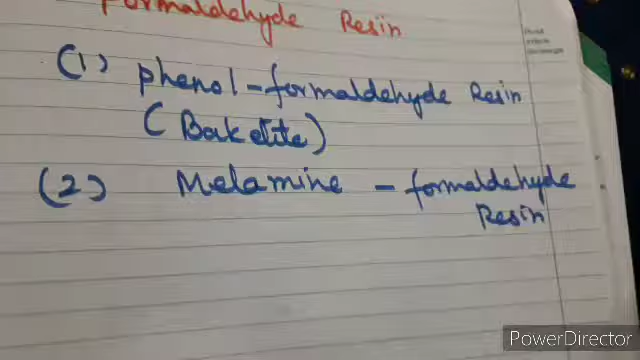 Formaldehyde Resin
(1) Phenol-formaldehyde Resin
(Bakelite)
(2) Melamine - formaldehyde
Resin
PowerDirector